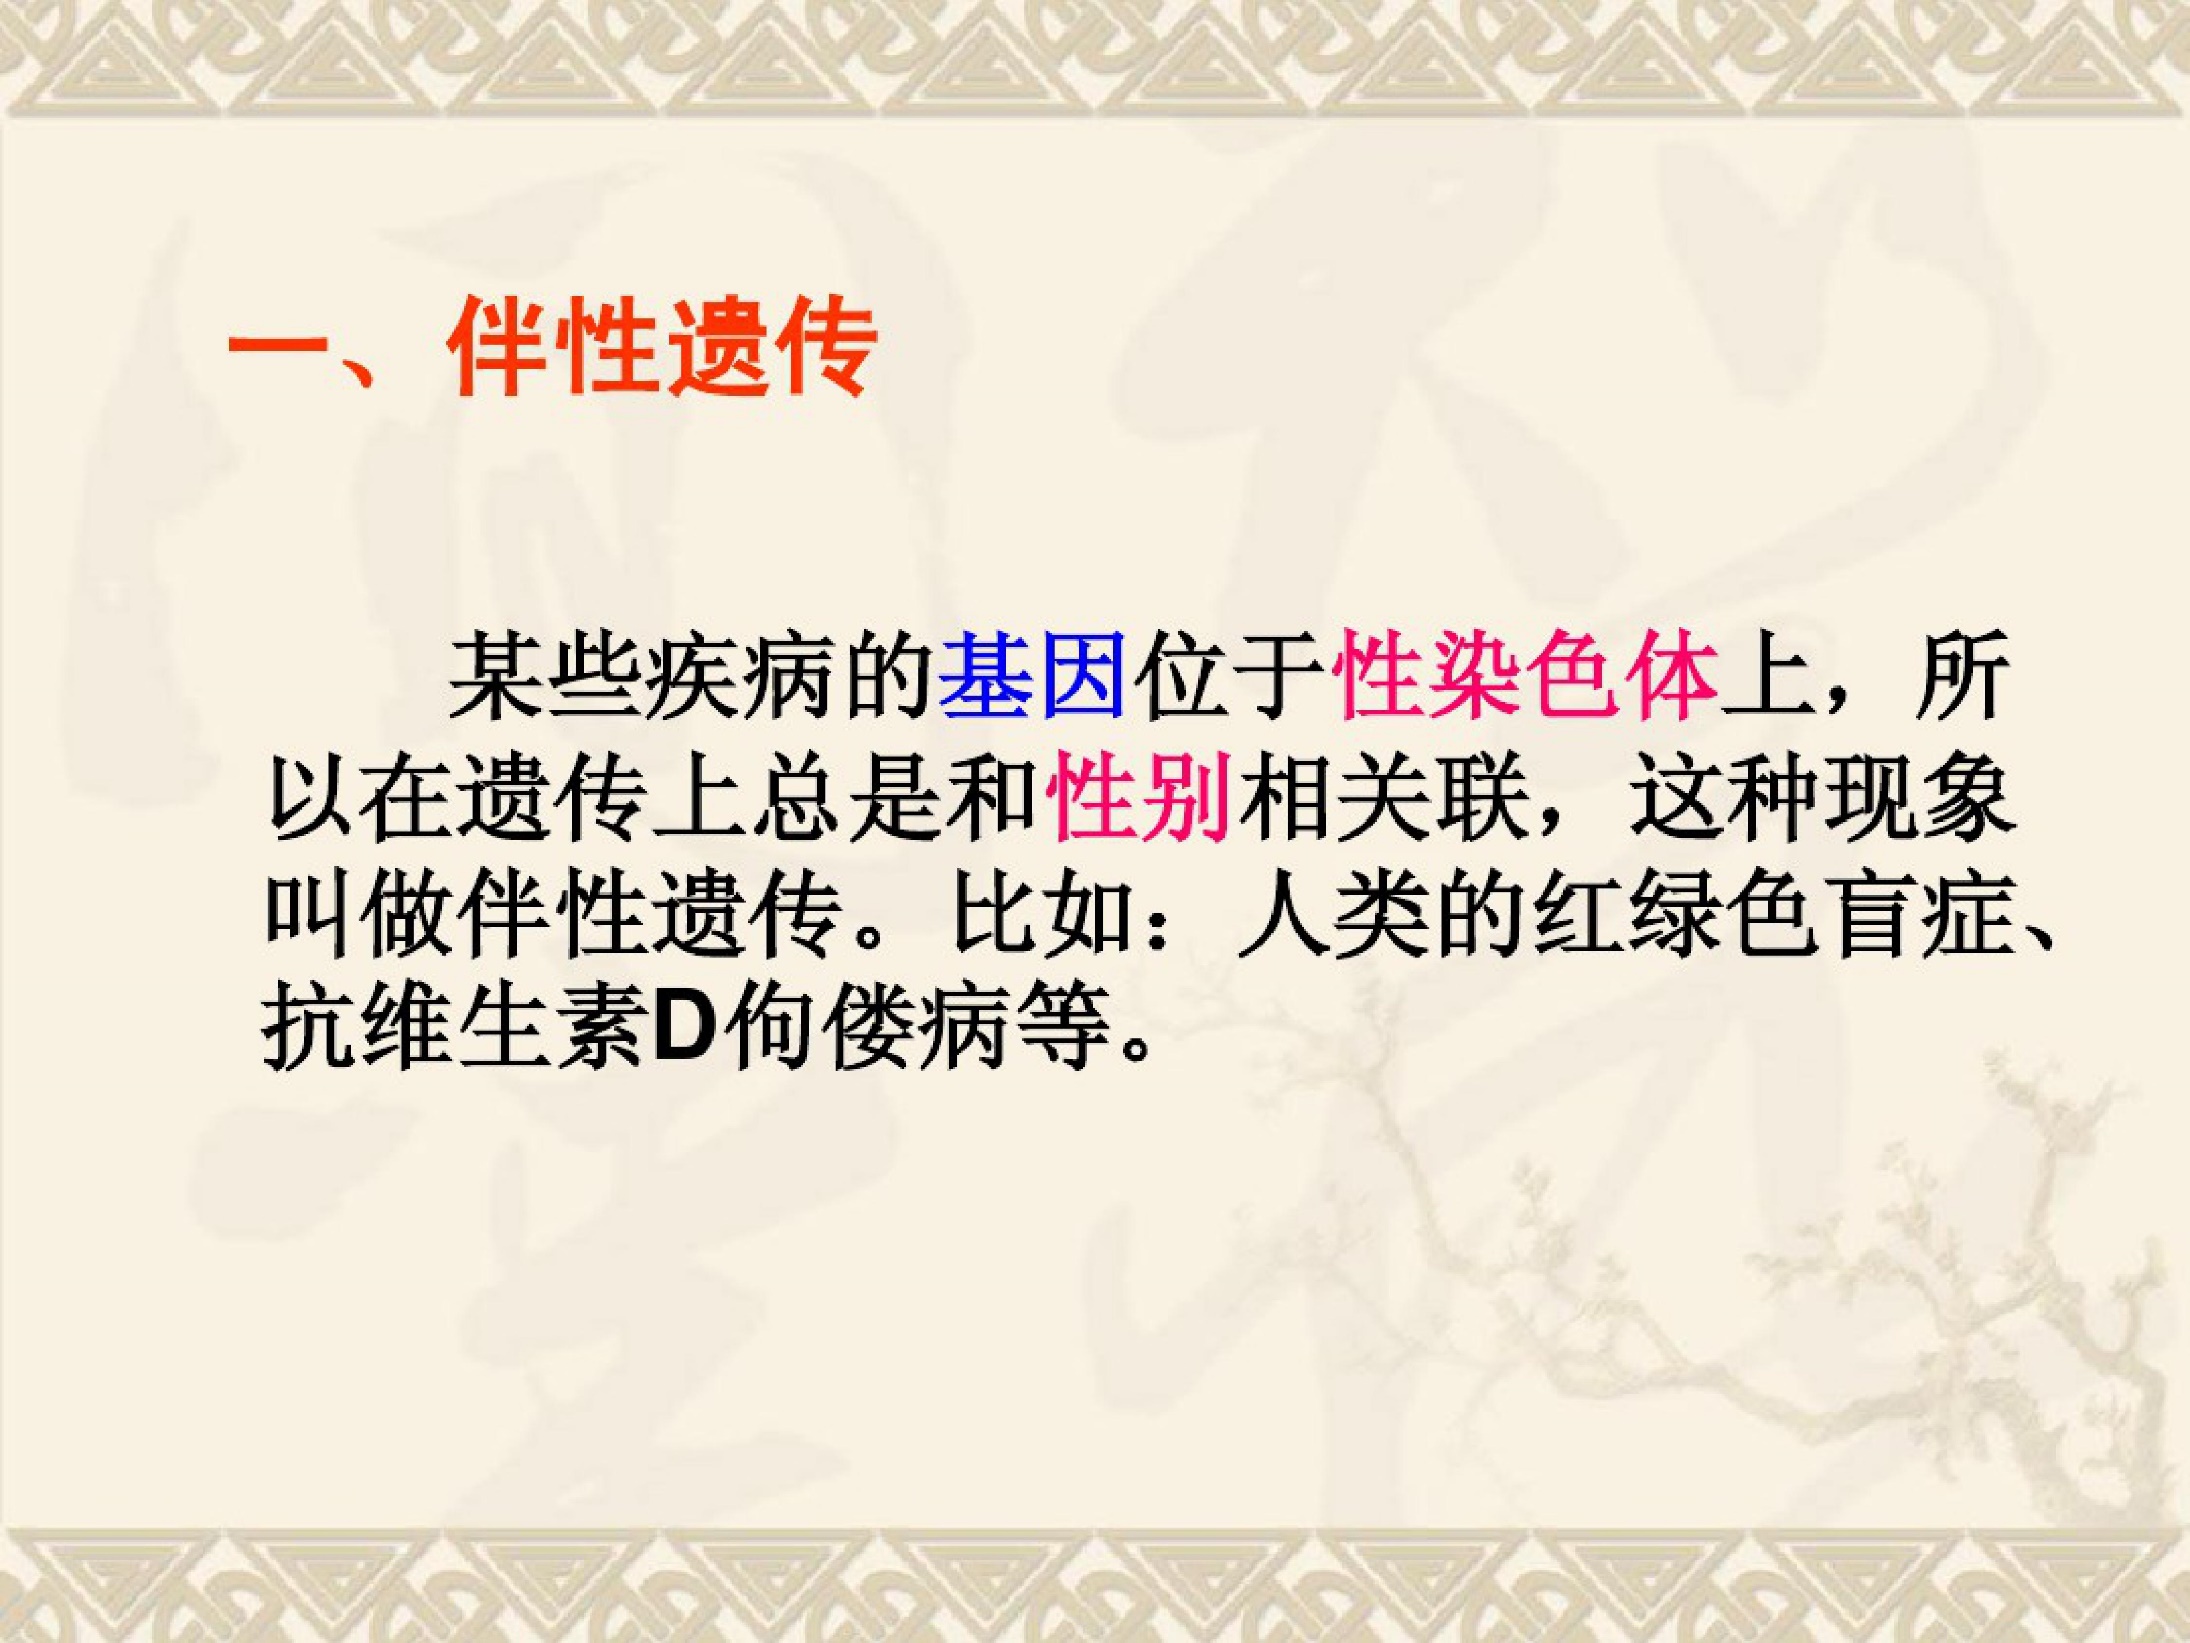 一、伴性遗传
某些疾病的基因位于性染色体上，所
以在遗传上总是和性别相关联，这种现象
叫做伴性遗传。比如：人类的红绿色盲症、
抗维生素D佝偻病等。